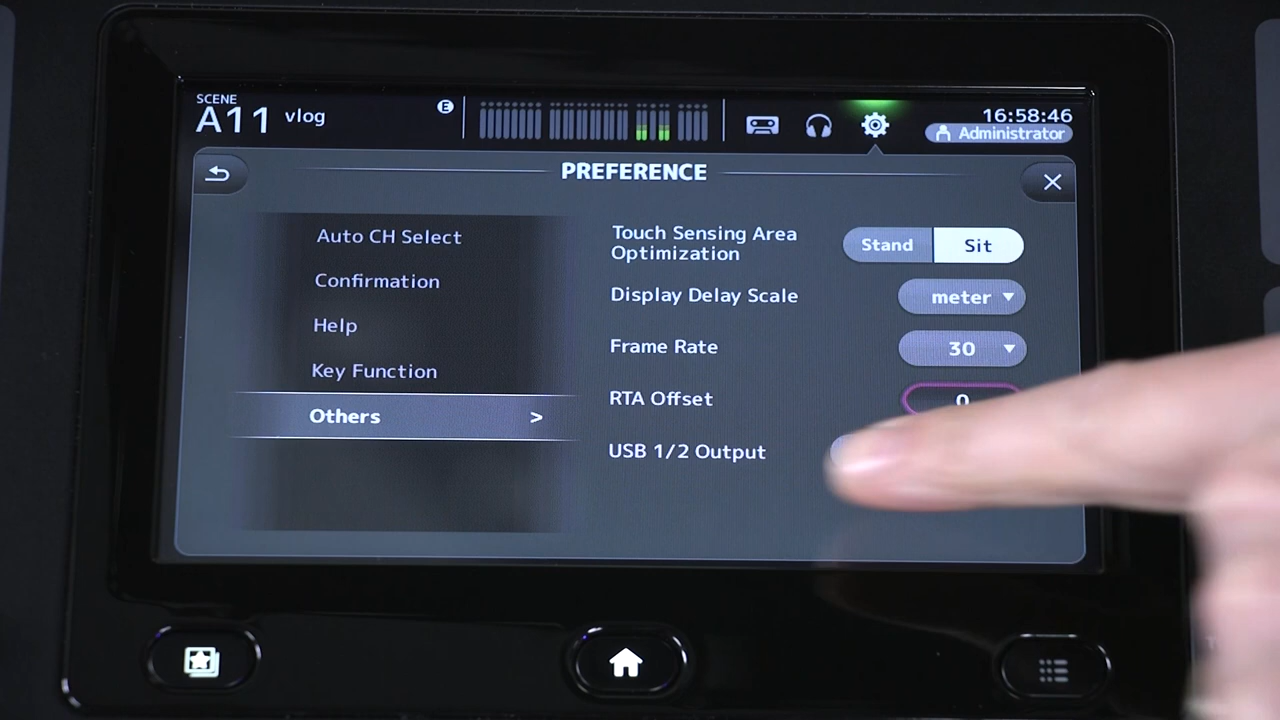 SCENE
A11 vlog
E
16:58:46
Administrator
PREFERENCE
Auto CH Select
Confirmation
Help
Key Function
Others >
Touch Sensing Area
Optimization
Stand Sit
Display Delay Scale
meter
Frame Rate
30
RTA Offset
0
USB 1/2 Output